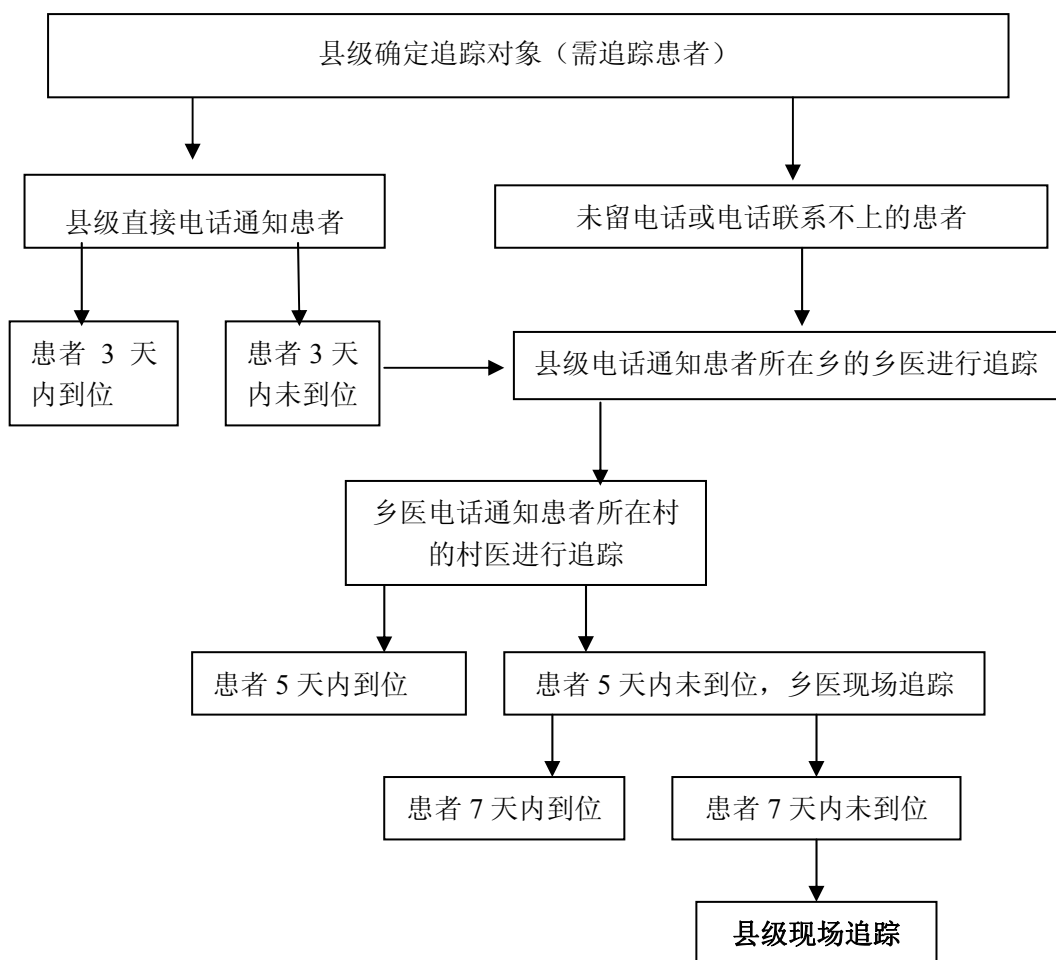 县级确定追踪对象（需追踪患者）
县级直接电话通知患者
未留电话或电话联系不上的患者
患者 3 天
内到位
患者 3 天
内未到位
县级电话通知患者所在乡的乡医进行追踪
乡医电话通知患者所在村
的村医进行追踪
患者 5 天内到位
患者 5 天内未到位，乡医现场追踪
患者 7 天内到位
患者 7 天内未到位
县级现场追踪